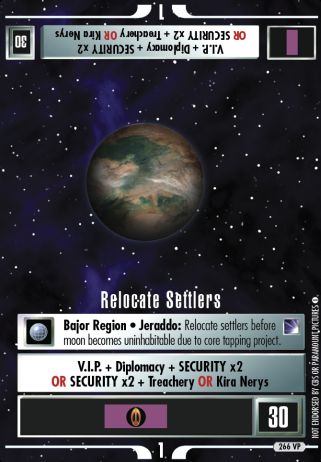 1
30
V.I.P. + Diplomacy + SECURITY x2
OR SECURITY x2 + Treachery OR Kira Nerys
Relocate Settlers
Bajor Region • Jeraddo: Relocate settlers before
moon becomes uninhabitable due to core tapping project.
V.I.P. + Diplomacy + SECURITY x2
OR SECURITY x2 + Treachery OR Kira Nerys
30
1
266 VP
NOT ENDORSED BY CBS OR PARAMOUNT PICTURES